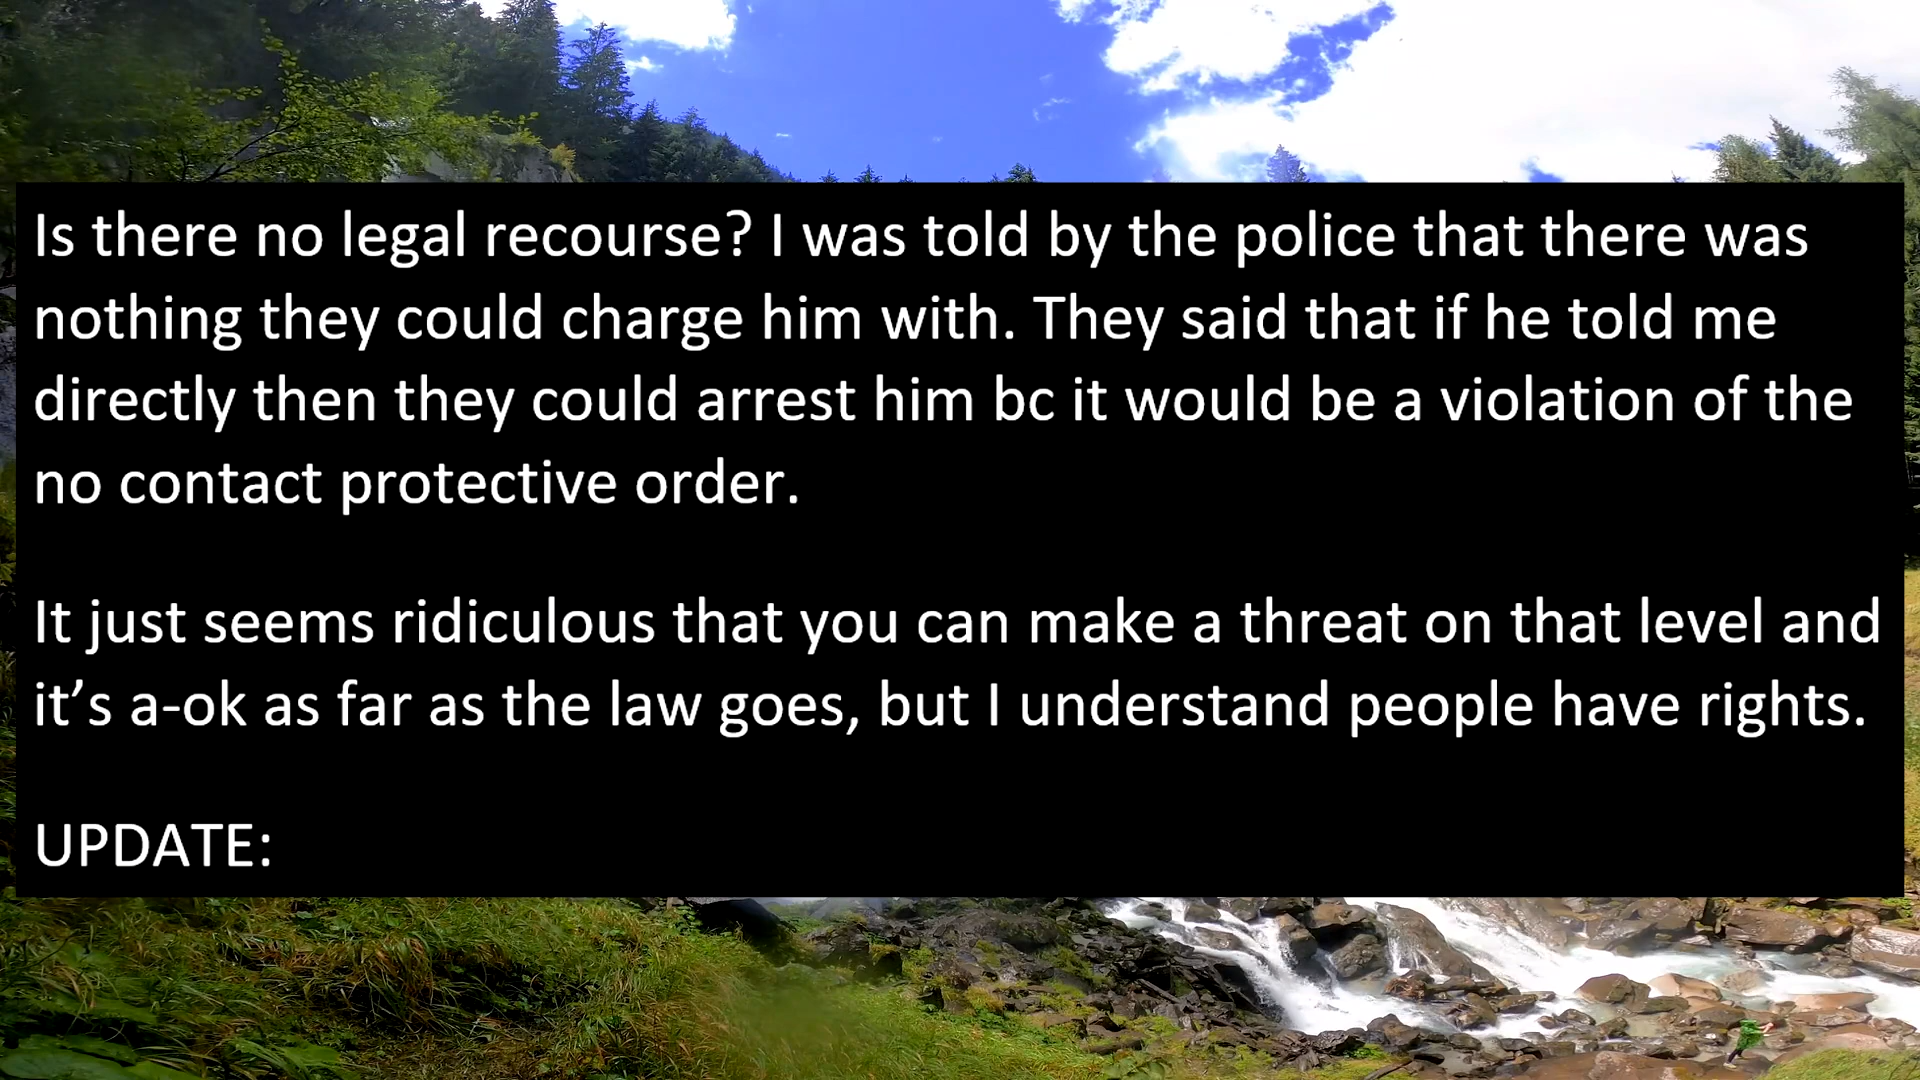 Is there no legal recourse? I was told by the police that there was
nothing they could charge him with. They said that if he told me
directly then they could arrest him bc it would be a violation of the
no contact protective order.
It just seems ridiculous that you can make a threat on that level and
it’s a-ok as far as the law goes, but I understand people have rights.
UPDATE: